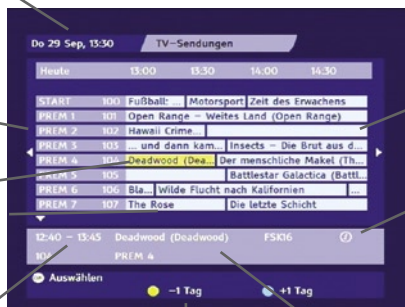 Do 29 Sep, 13:30 TV-Sendungen
Heute 13:00 13:30 14:00 14:30
START 100 Fußball: ... Motorsport Zeit des Erwachens
PREM 1 101 Open Range - Weites Land (Open Range)
PREM 2 102 Hawaii Crime...
PREM 3 103 ... und dann kam... Insects - Die Brut aus d...
PREM 4 104 Deadwood (Dea... Der menschliche Makel (Th...
PREM 5 105 Battlestar Galactica (Battl...
PREM 6 106 Bla... Wilde Flucht nach Kalifornien ...
PREM 7 107 The Rose Die letzte Schicht
12:40 - 13:45 Deadwood (Deadwood) FSK16
104 PREM 4
Auswählen
-1 Tag +1 Tag